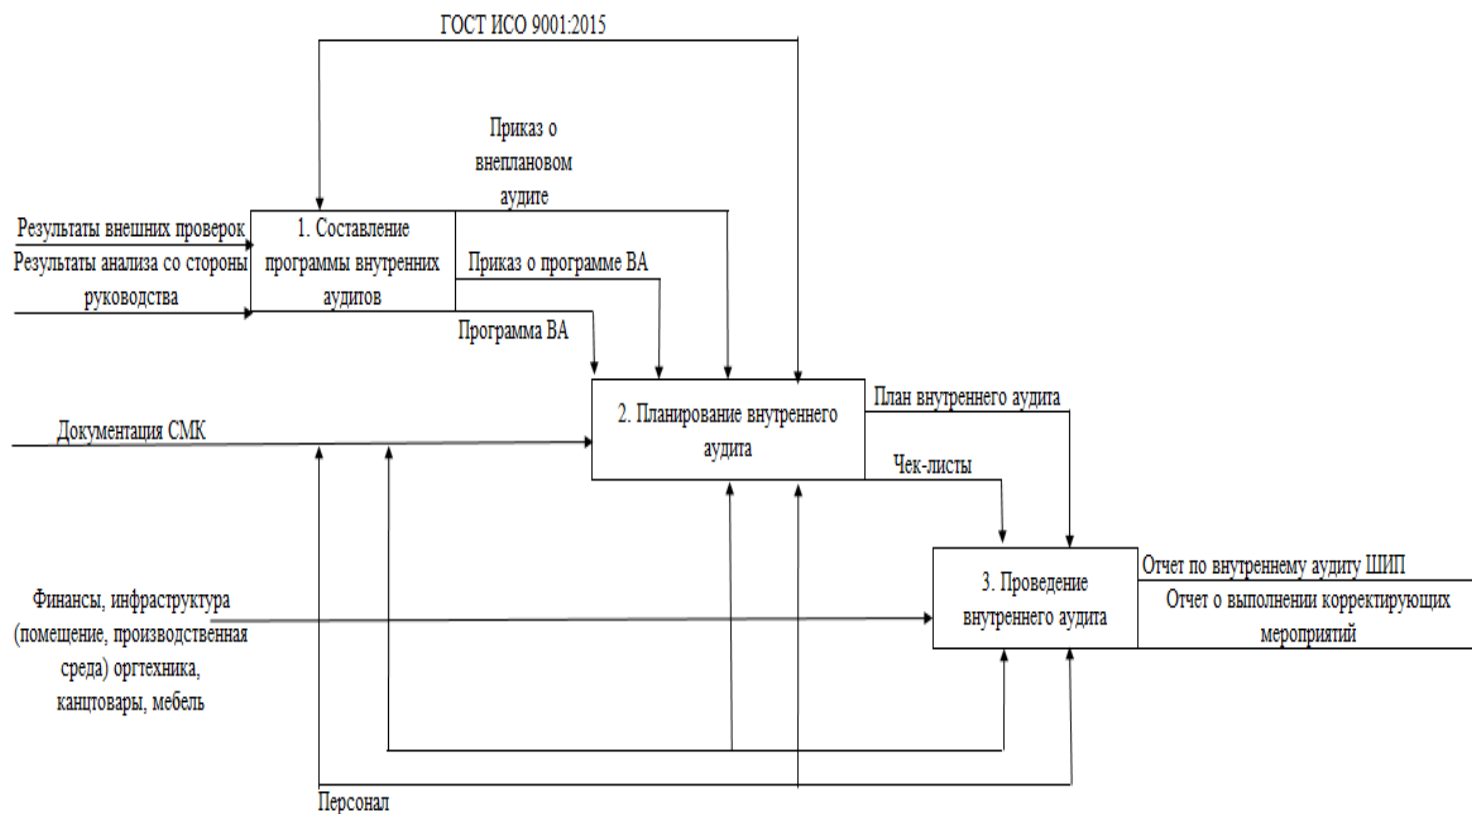 ГОСТ ИСО 9001:2015
Приказ о
внеплановом
аудите
Результаты внешних проверок
Результаты анализа со стороны
руководства
1. Составление
программы внутренних
аудитов
Приказ о программе ВА
Программа ВА
Документация СМК
2. Планирование внутреннего
аудита
План внутреннего аудита
Чек-листы
Финансы, инфраструктура
(помещение, производственная
среда) оргтехника,
канцтовары, мебель
3. Проведение
внутреннего аудита
Отчет по внутреннему аудиту ШИП
Отчет о выполнении корректирующих
мероприятий
Персонал